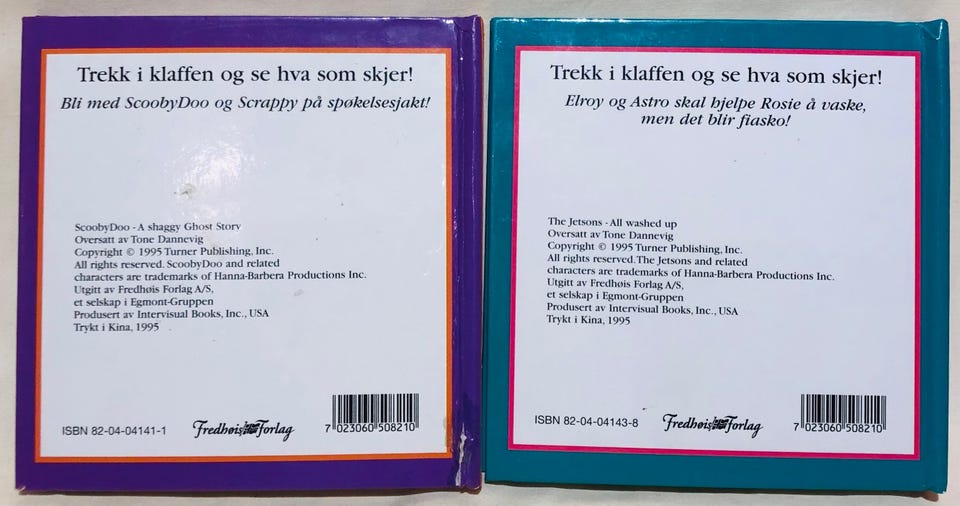 Trekk i klaffen og se hva som skjer!
Bli med ScoobyDoo og Scrappy på spøkelsesjakt!
ScoobyDoo - A shaggy Ghost Story
Oversatt av Tone Dannevig
Copyright © 1995 Turner Publishing, Inc.
All rights reserved. ScoobyDoo and related
characters are trademarks of Hanna-Barbera Productions Inc.
Utgitt av Fredhøis Forlag A/S,
et selskap i Egmont-Gruppen
Produsert av Intervisual Books, Inc., USA
Trykt i Kina, 1995
ISBN 82-04-04141-1
Fredhøis Forlag
7 023060 508210
Trekk i klaffen og se hva som skjer!
Elroy og Astro skal hjelpe Rosie å vaske,
men det blir fiasko!
The Jetsons - All washed up
Oversatt av Tone Dannevig
Copyright © 1995 Turner Publishing, Inc.
All rights reserved. The Jetsons and related
characters are trademarks of Hanna-Barbera Productions Inc.
Utgitt av Fredhøis Forlag A/S,
et selskap i Egmont-Gruppen
Produsert av Intervisual Books, Inc., USA
Trykt i Kina, 1995
ISBN 82-04-04143-8
Fredhøis Forlag
7 023060 508210